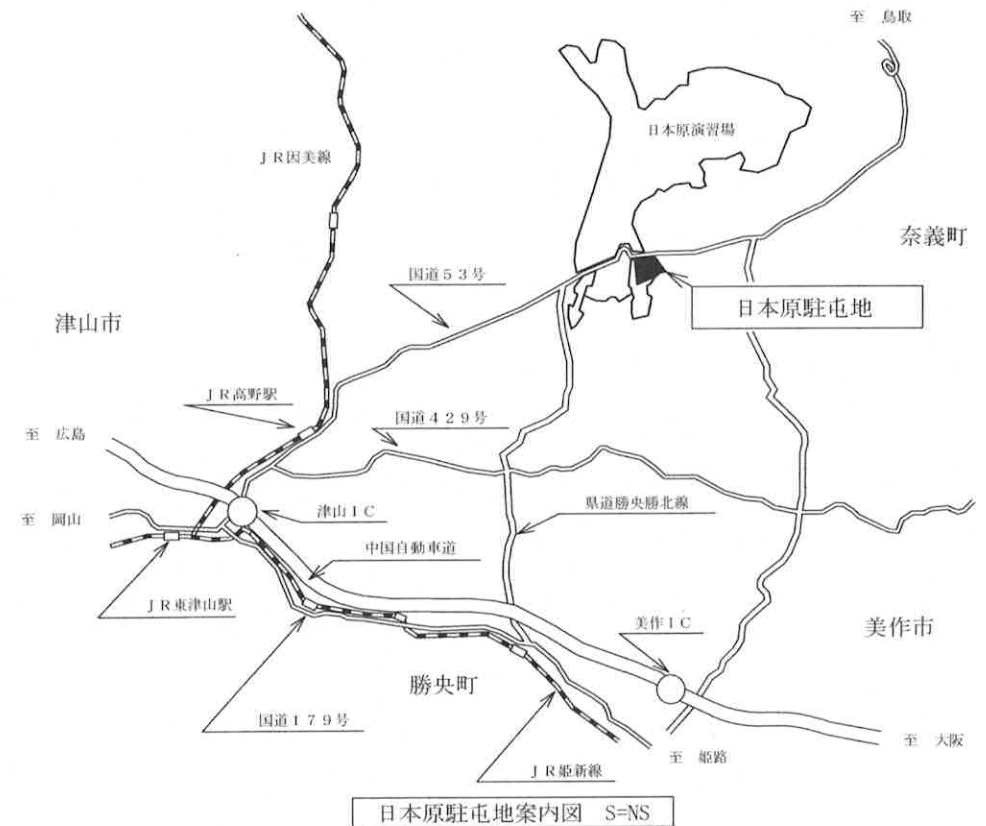 至 鳥取
日本原演習場
ＪＲ因美線
奈義町
国道５３号
日本原駐屯地
津山市
ＪＲ高野駅
国道４２９号
至 広島
至 岡山
津山ＩＣ
県道勝央勝北線
中国自動車道
ＪＲ東津山駅
美作ＩＣ
美作市
勝央町
国道１７９号
至 大阪
至 姫路
ＪＲ姫新線
日本原駐屯地案内図 S=NS